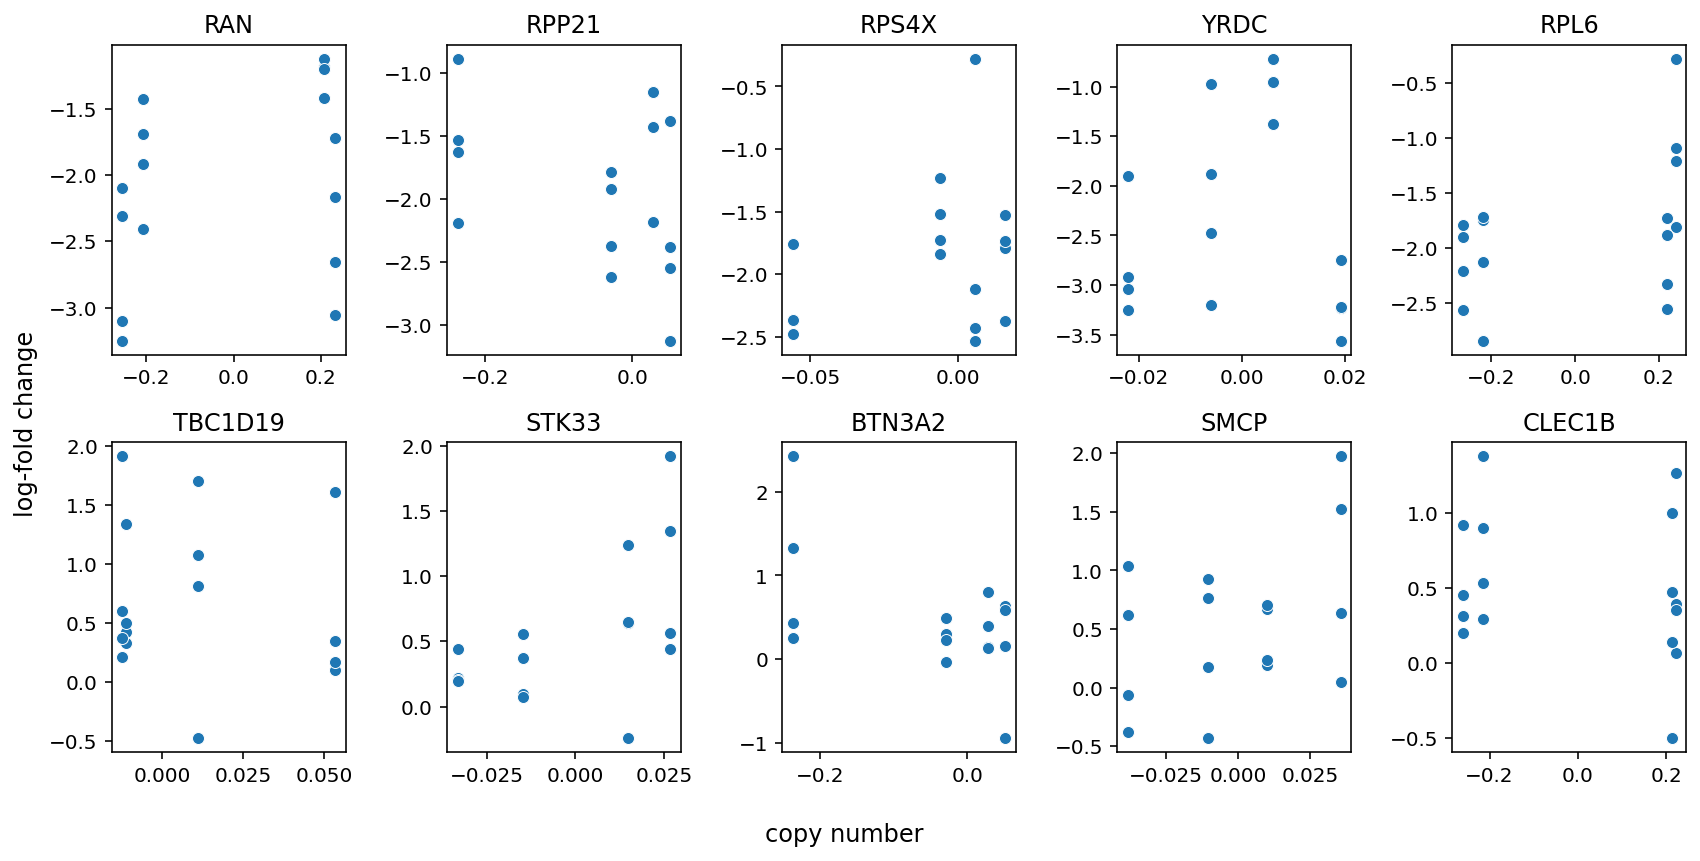 RAN RPP21 RPS4X YRDC RPL6
−1.5 −2.0 −2.5 −3.0
−0.2 0.0 0.2
−1.0 −1.5 −2.0 −2.5 −3.0
−0.2 0.0
−0.5 −1.0 −1.5 −2.0 −2.5
−0.05 0.00
−1.0 −1.5 −2.0 −2.5 −3.0 −3.5
−0.02 0.00 0.02
−0.5 −1.0 −1.5 −2.0 −2.5
−0.2 0.0 0.2
log-fold change
TBC1D19 STK33 BTN3A2 SMCP CLEC1B
2.0 1.5 1.0 0.5 0.0 −0.5
0.000 0.025 0.050
2.0 1.5 1.0 0.5 0.0
−0.025 0.000 0.025
2 1 0 −1
−0.2 0.0
2.0 1.5 1.0 0.5 0.0 −0.5
−0.025 0.000 0.025
1.0 0.5 0.0 −0.5
−0.2 0.0 0.2
copy number